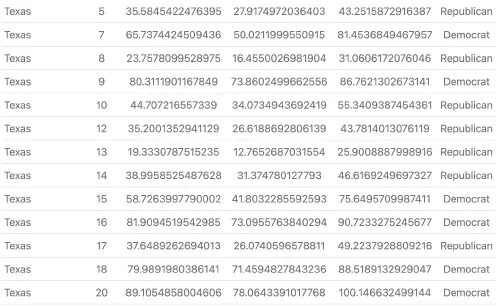 Texas 5 35.5845422476395 27.9174972036403 43.2515872916387 Republican
Texas 7 65.7374424509436 50.0211999550915 81.4536849467957 Democrat
Texas 8 23.7578099528975 16.4550026981904 31.0606172076046 Republican
Texas 9 80.3111901167849 73.8602499662556 86.7621302673141 Democrat
Texas 10 44.707216557339 34.0734943692419 55.3409387454361 Republican
Texas 12 35.2001352941129 26.6188692806139 43.7814013076119 Republican
Texas 13 19.3330787515235 12.7652687031554 25.9008887998916 Republican
Texas 14 38.9958525487628 31.374780127793 46.6169249697327 Republican
Texas 15 58.7263997790002 41.8032285592593 75.6495709987411 Democrat
Texas 16 81.9094519542985 73.0955763840294 90.7233275245677 Democrat
Texas 17 37.6489262694013 26.0740596578811 49.2237928809216 Republican
Texas 18 79.9891980386141 71.4594827843236 88.5189132929047 Democrat
Texas 20 89.1054858004606 78.0643391017768 100.146632499144 Democrat